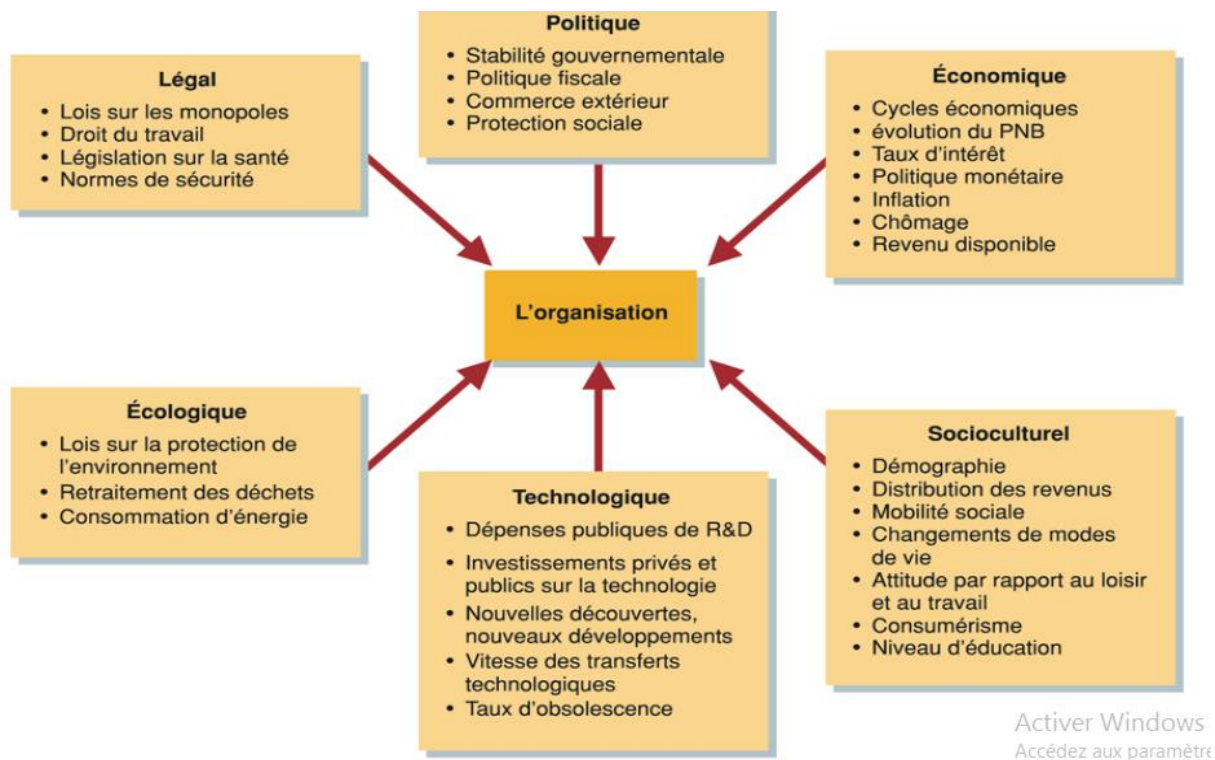 Politique
• Stabilité gouvernementale
• Politique fiscale
• Commerce extérieur
• Protection sociale
Légal
• Lois sur les monopoles
• Droit du travail
• Législation sur la santé
• Normes de sécurité
Économique
• Cycles économiques
• évolution du PNB
• Taux d'intérêt
• Politique monétaire
• Inflation
• Chômage
• Revenu disponible
L'organisation
Écologique
• Lois sur la protection de
l'environnement
• Retraitement des déchets
• Consommation d'énergie
Technologique
• Dépenses publiques de R&D
• Investissements privés et
publics sur la technologie
• Nouvelles découvertes,
nouveaux développements
• Vitesse des transferts
technologiques
• Taux d'obsolescence
Socioculturel
• Démographie
• Distribution des revenus
• Mobilité sociale
• Changements de modes
de vie
• Attitude par rapport au loisir
et au travail
• Consumérisme
• Niveau d'éducation
Activer Windows
Accédez aux paramètre